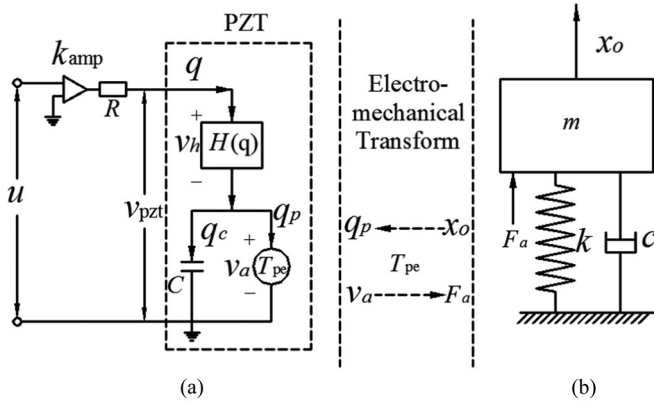 PZT
k_amp
R
q
+
v_h
H(q)
−
u
v_pzt
q_c
q_p
C
+
v_a
T_pe
−
(a)
Electro-
mechanical
Transform
q_p
x_o
T_pe
v_a
F_a
x_o
m
F_a
k
c
(b)